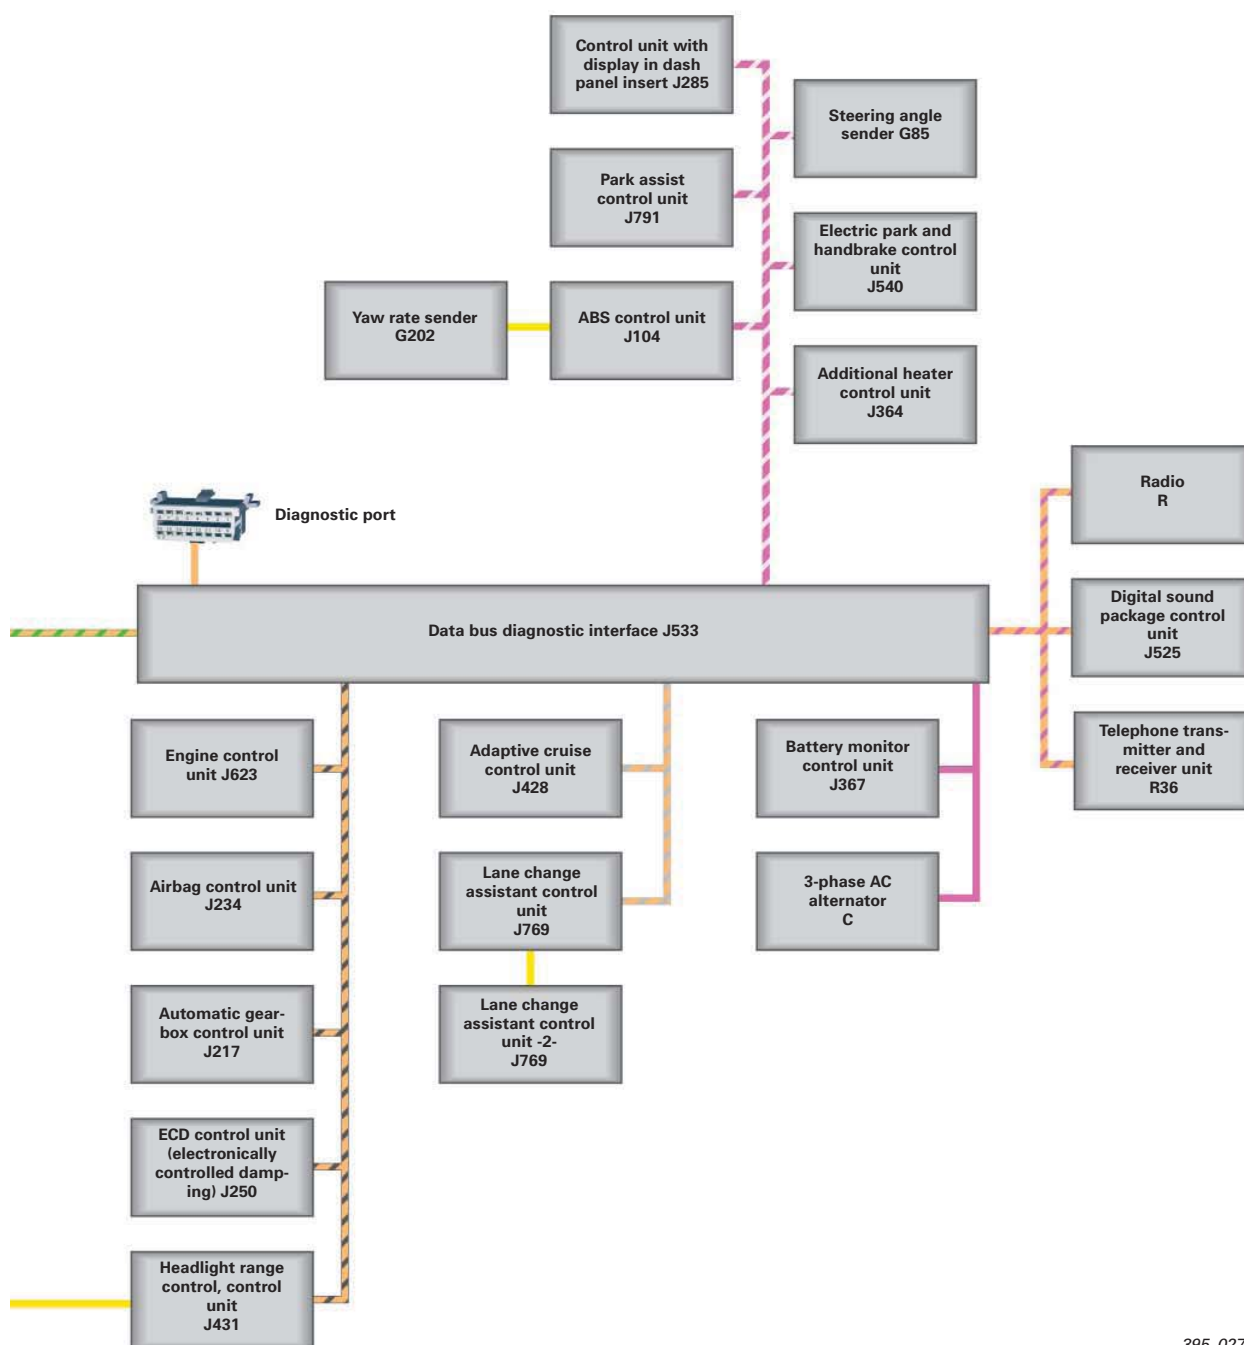 Control unit with
display in dash
panel insert J285
Steering angle
sender G85
Park assist
control unit
J791
Electric park and
handbrake control
unit
J540
Yaw rate sender
G202
ABS control unit
J104
Additional heater
control unit
J364
Radio
R
Diagnostic port
Digital sound
package control
unit
J525
Data bus diagnostic interface J533
Telephone trans-
mitter and
receiver unit
R36
Engine control
unit J623
Adaptive cruise
control unit
J428
Battery monitor
control unit
J367
Airbag control unit
J234
Lane change
assistant control
unit
J769
3-phase AC
alternator
C
Automatic gear-
box control unit
J217
Lane change
assistant control
unit -2-
J769
ECD control unit
(electronically
controlled damp-
ing) J250
Headlight range
control, control
unit
J431
395_027